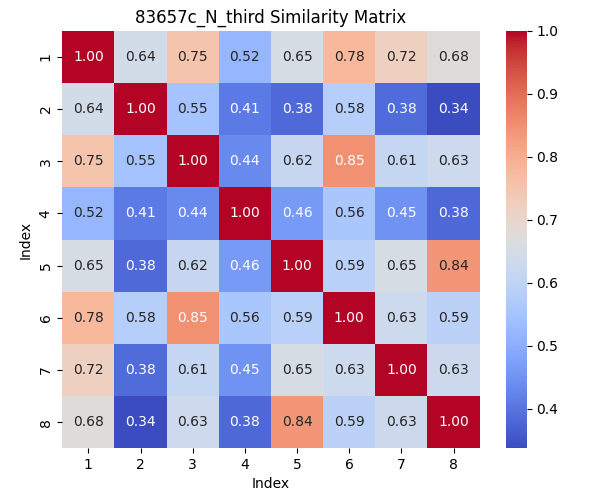 83657c_N_third Similarity Matrix
1 1.00 0.64 0.75 0.52 0.65 0.78 0.72 0.68
2 0.64 1.00 0.55 0.41 0.38 0.58 0.38 0.34
3 0.75 0.55 1.00 0.44 0.62 0.85 0.61 0.63
4 0.52 0.41 0.44 1.00 0.46 0.56 0.45 0.38
5 0.65 0.38 0.62 0.46 1.00 0.59 0.65 0.84
6 0.78 0.58 0.85 0.56 0.59 1.00 0.63 0.59
7 0.72 0.38 0.61 0.45 0.65 0.63 1.00 0.63
8 0.68 0.34 0.63 0.38 0.84 0.59 0.63 1.00
1 2 3 4 5 6 7 8
Index
Index
1.0
0.9
0.8
0.7
0.6
0.5
0.4